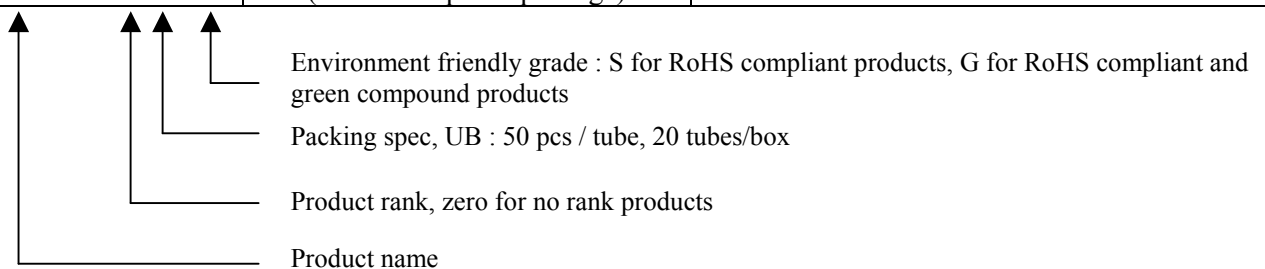 Environment friendly grade : S for RoHS compliant products, G for RoHS compliant and
green compound products
Packing spec, UB : 50 pcs / tube, 20 tubes/box
Product rank, zero for no rank products
Product name